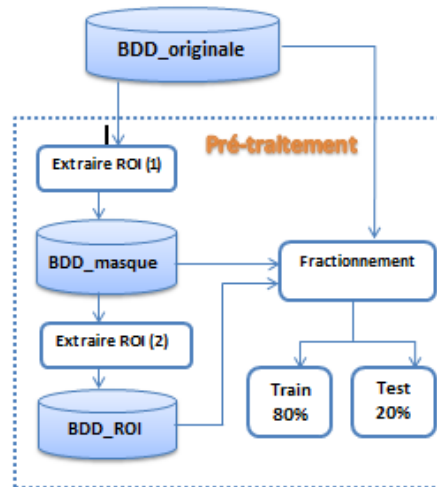 BDD_originale
Pré-traitement
Extraire ROI (1)
BDD_masque
Fractionnement
Extraire ROI (2)
Train
80%
Test
20%
BDD_ROI